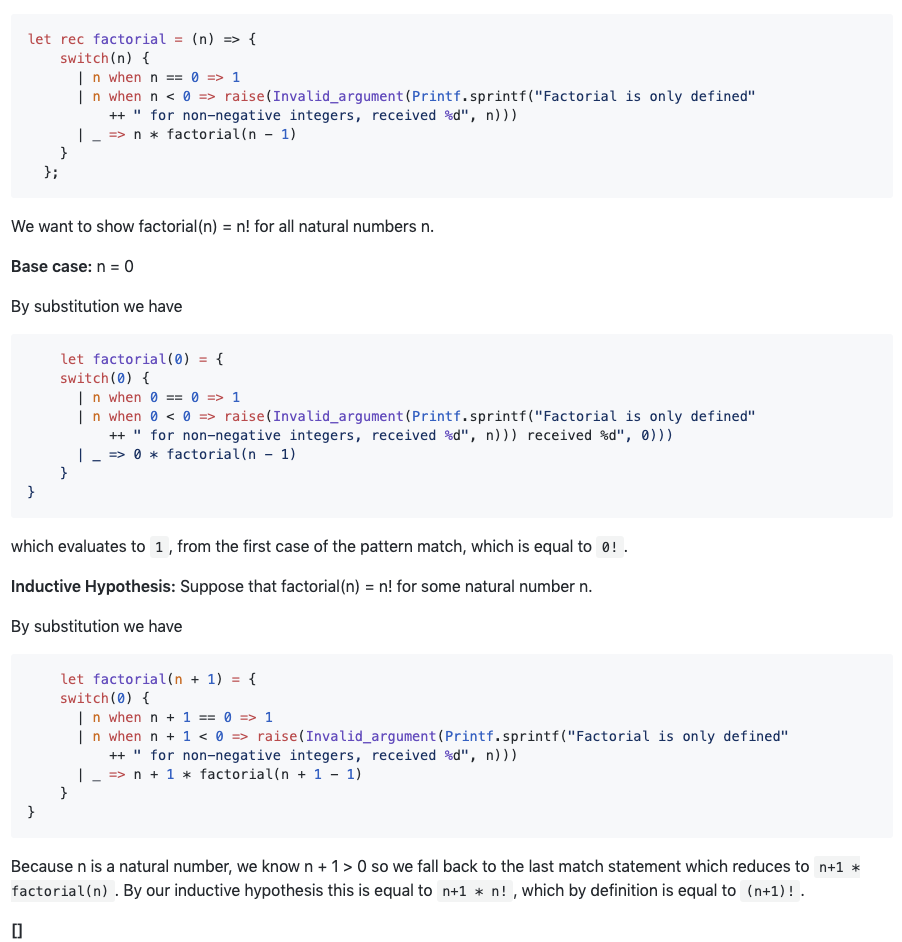 let rec factorial = (n) => {
    switch(n) {
      | n when n == 0 => 1
      | n when n < 0 => raise(Invalid_argument(Printf.sprintf("Factorial is only defined"
          ++ " for non-negative integers, received %d", n)))
      | _ => n * factorial(n - 1)
    }
  };
We want to show factorial(n) = n! for all natural numbers n.
Base case: n = 0
By substitution we have
    let factorial(0) = {
    switch(0) {
      | n when 0 == 0 => 1
      | n when 0 < 0 => raise(Invalid_argument(Printf.sprintf("Factorial is only defined"
          ++ " for non-negative integers, received %d", n))) received %d", 0)))
      | _ => 0 * factorial(n - 1)
    }
}
which evaluates to 1, from the first case of the pattern match, which is equal to 0!.
Inductive Hypothesis: Suppose that factorial(n) = n! for some natural number n.
By substitution we have
    let factorial(n + 1) = {
    switch(0) {
      | n when n + 1 == 0 => 1
      | n when n + 1 < 0 => raise(Invalid_argument(Printf.sprintf("Factorial is only defined"
          ++ " for non-negative integers, received %d", n)))
      | _ => n + 1 * factorial(n + 1 - 1)
    }
}
Because n is a natural number, we know n + 1 > 0 so we fall back to the last match statement which reduces to n+1 *
factorial(n). By our inductive hypothesis this is equal to n+1 * n!, which by definition is equal to (n+1)!.
[]